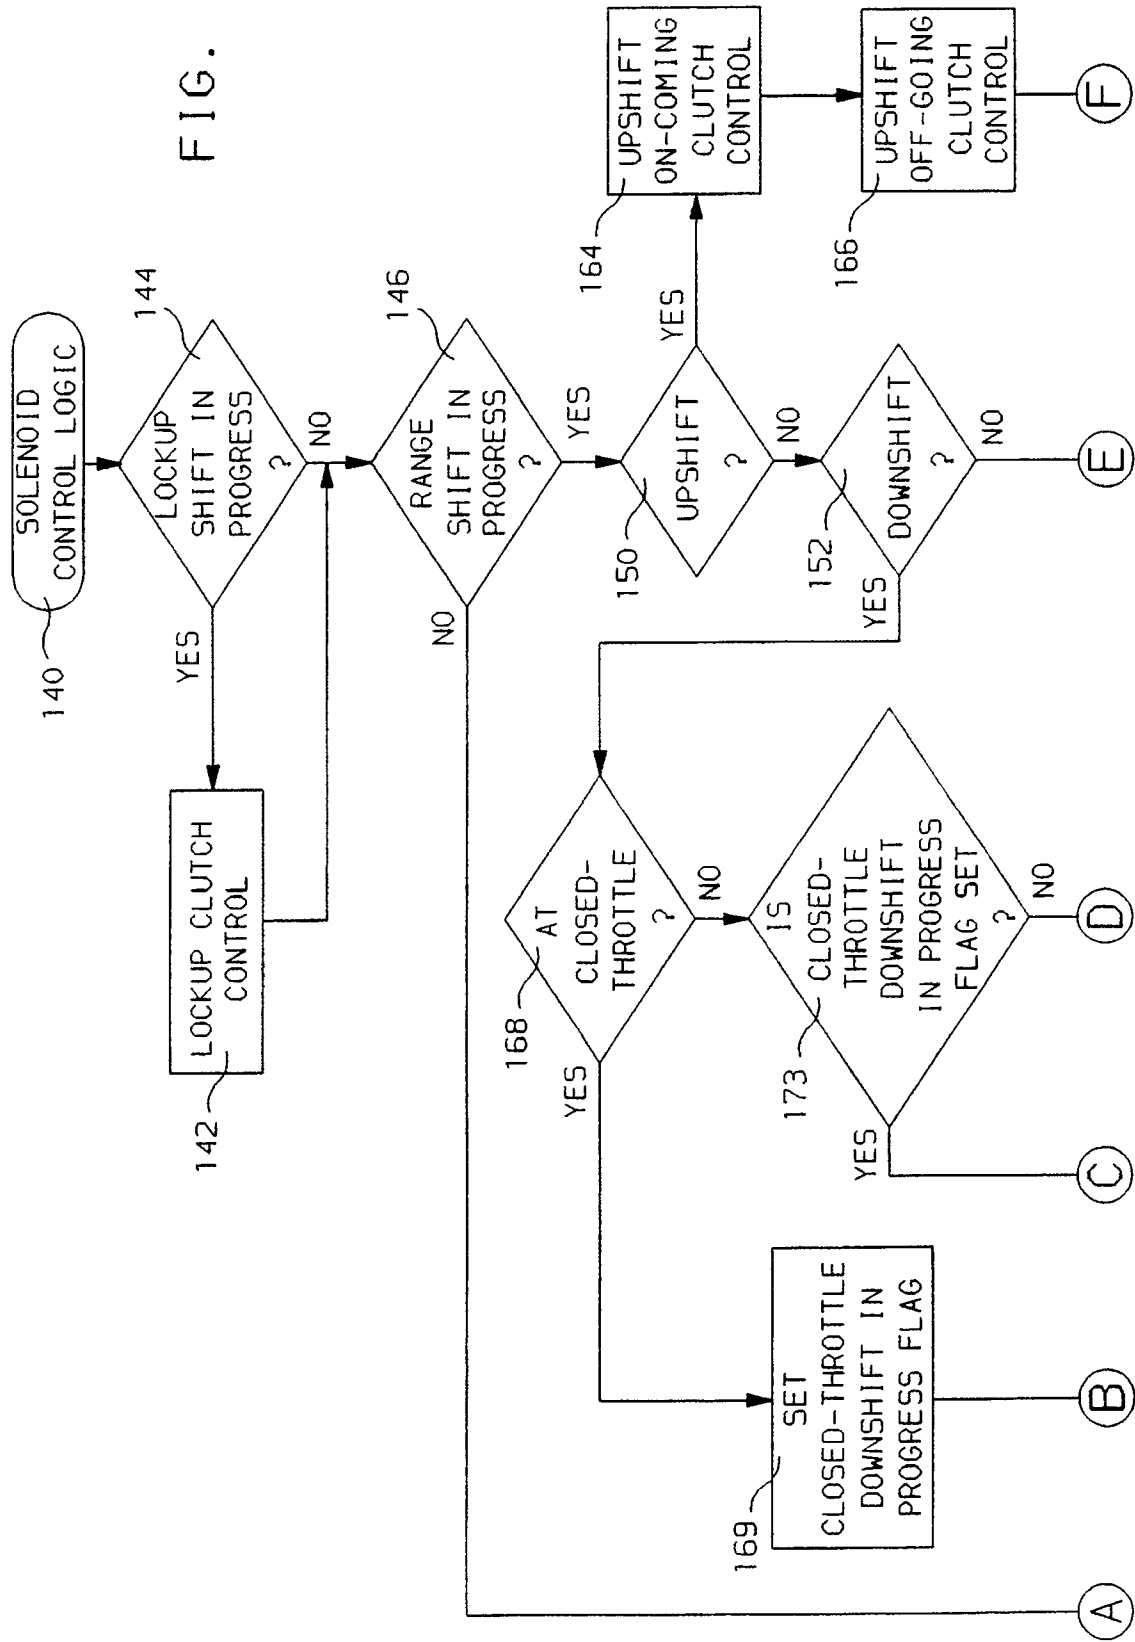 FIG.
SOLENOID
CONTROL LOGIC
140
LOCKUP
SHIFT IN
PROGRESS
?
144
YES
NO
LOCKUP CLUTCH
CONTROL
142
RANGE
SHIFT IN
PROGRESS
?
146
NO
YES
UPSHIFT
?
150
YES
NO
UPSHIFT
ON-COMING
CLUTCH
CONTROL
164
UPSHIFT
OFF-GOING
CLUTCH
CONTROL
166
DOWNSHIFT
?
152
YES
NO
AT
CLOSED-
THROTTLE
?
168
YES
NO
IS
CLOSED-
THROTTLE
DOWNSHIFT
IN PROGRESS
FLAG SET
?
173
YES
NO
SET
CLOSED-THROTTLE
DOWNSHIFT IN
PROGRESS FLAG
169
A
B
C
D
E
F